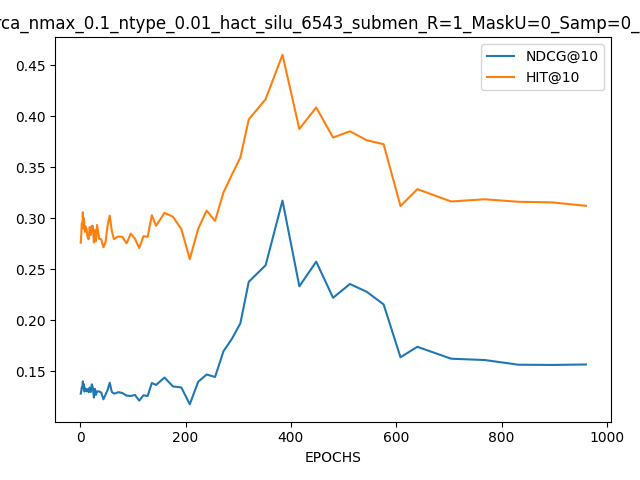 rca_nmax_0.1_ntype_0.01_hact_silu_6543_submen_R=1_MaskU=0_Samp=0_
NDCG@10
HIT@10
0.45
0.40
0.35
0.30
0.25
0.20
0.15
0 200 400 600 800 1000
EPOCHS